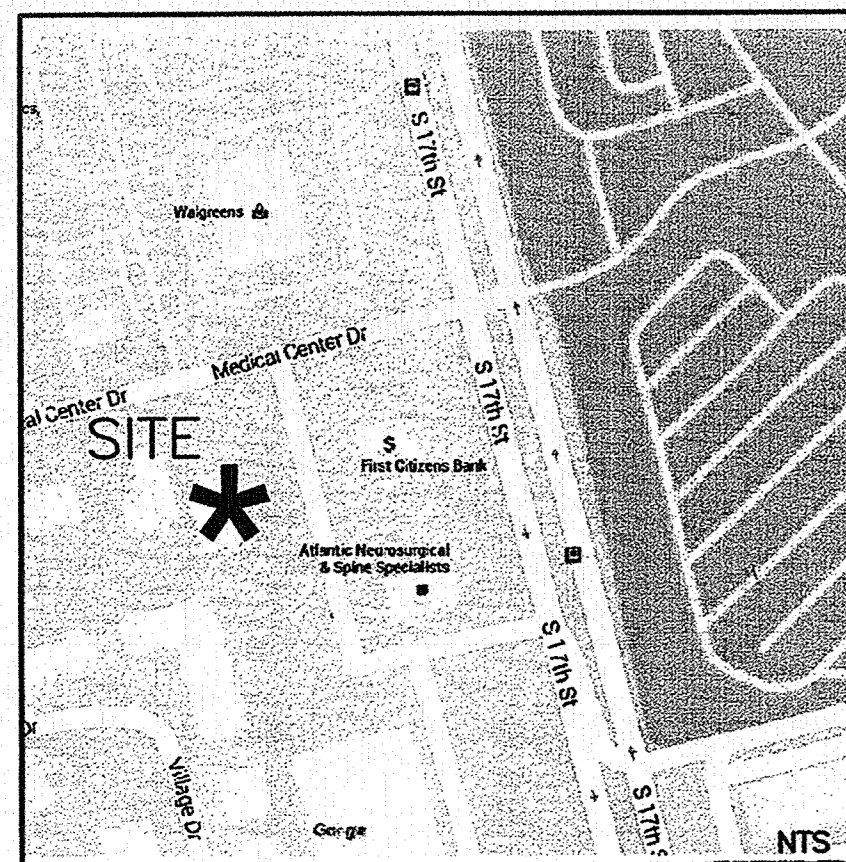 cs,
S 17th St
Walgreens
Medical Center Dr
al Center Dr
SITE
S 17th St
$
First Citizens Bank
Atlantic Neurosurgical
& Spine Specialists
S 17th St
Dr
Village Dr
S 17th S
NTS